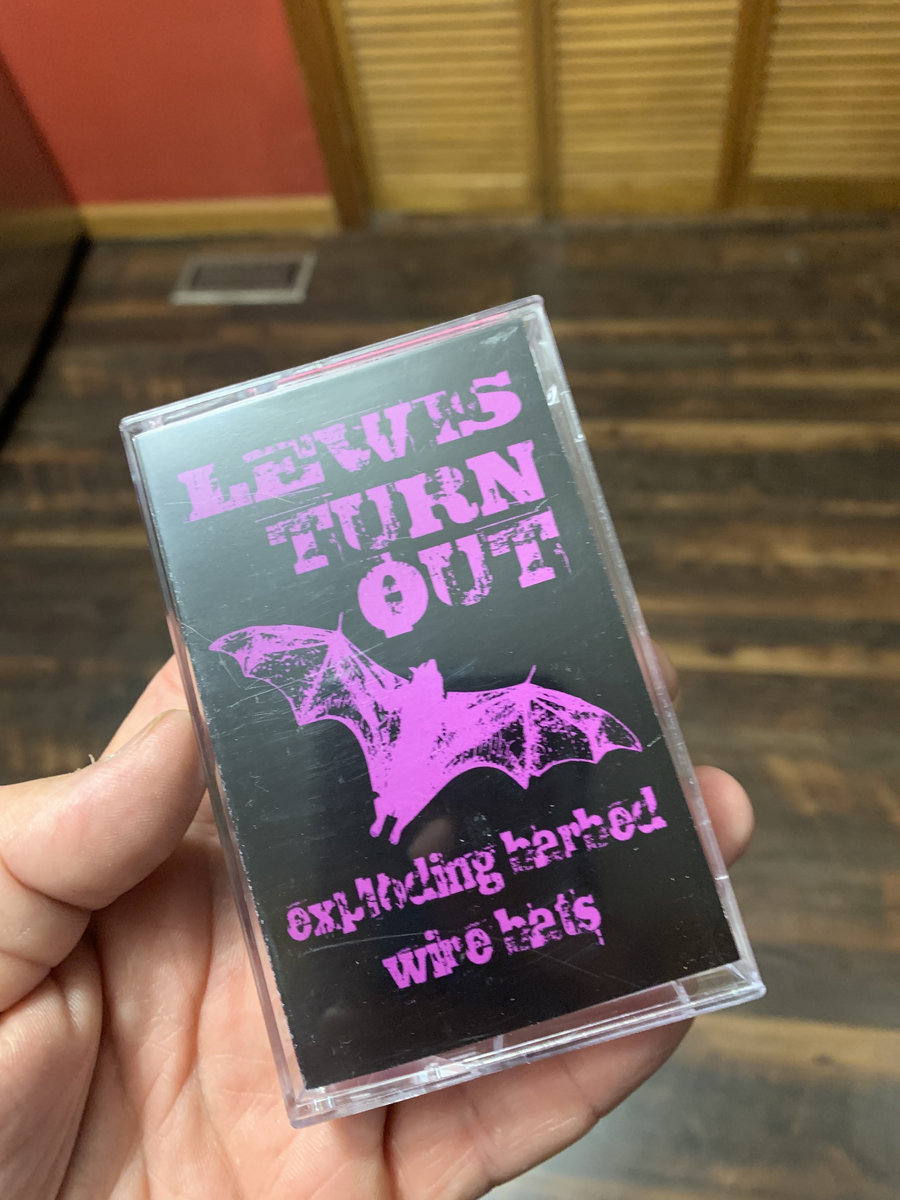 LEWIS
TURN
OUT
exploding barbed
wire bats